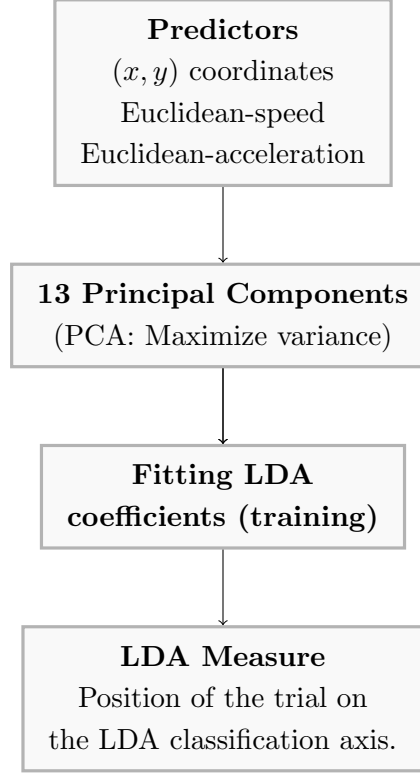 Predictors
(x, y) coordinates
Euclidean-speed
Euclidean-acceleration
13 Principal Components
(PCA: Maximize variance)
Fitting LDA
coefficients (training)
LDA Measure
Position of the trial on
the LDA classification axis.